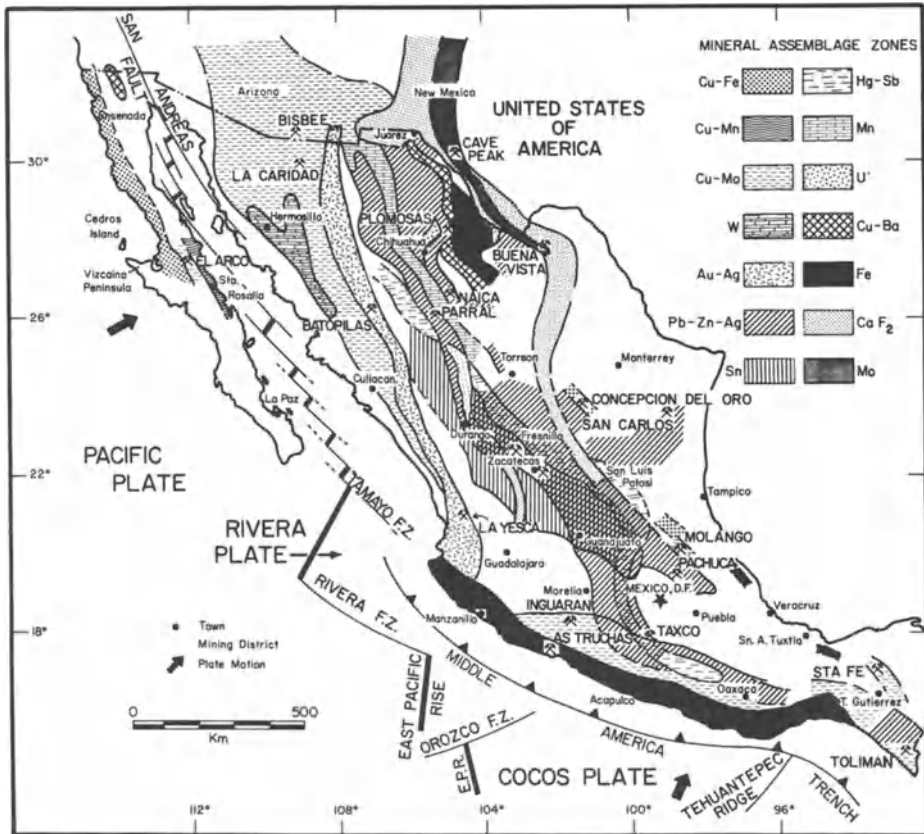 SAN
ANDREAS
FAULT
Ensenada
Arizona
New Mexico
UNITED STATES
OF
AMERICA
BISBEE
Juárez
CAVE
PEAK
LA CARIDAD
Hermosillo
PLOMOSAS
Chihuahua
BUENA
VISTA
Cedros
Island
EL ARCO
Vizcaino
Peninsula
Sta.
Rosalia
NAICA
PARRAL
BATOPILAS
Torreon
Monterrey
Culiacan
CONCEPCION DEL ORO
SAN CARLOS
La Paz
Durango
Fresnillo
Zacatecas
San Luis
Potosi
Tampico
PACIFIC
PLATE
TAMAYO F.Z.
RIVERA
PLATE
LA YESCA
Guadalajara
Guanajuato
MOLANGO
PACHUCA
MEXICO, D.F.
Morelia
INGUARAN
Puebla
Veracruz
Manzanillo
AS TRUCHAS
TAXCO
Sn. A. Tuxtla
STA FE
T. Gutierrez
Oaxaca
Acapulco
TOLIMAN
RIVERA F.Z.
MIDDLE
AMERICA
TRENCH
EAST PACIFIC
RISE
OROZCO F.Z.
E.P.R.
COCOS PLATE
TEHUANTEPEC
RIDGE
MINERAL ASSEMBLAGE ZONES
Cu-Fe
Hg-Sb
Cu-Mn
Mn
Cu-Mo
U
W
Cu-Ba
Au-Ag
Fe
Pb-Zn-Ag
Ca F2
Sn
Mo
Town
Mining District
Plate Motion
0
500
Km
30°
26°
22°
18°
112°
108°
104°
100°
96°